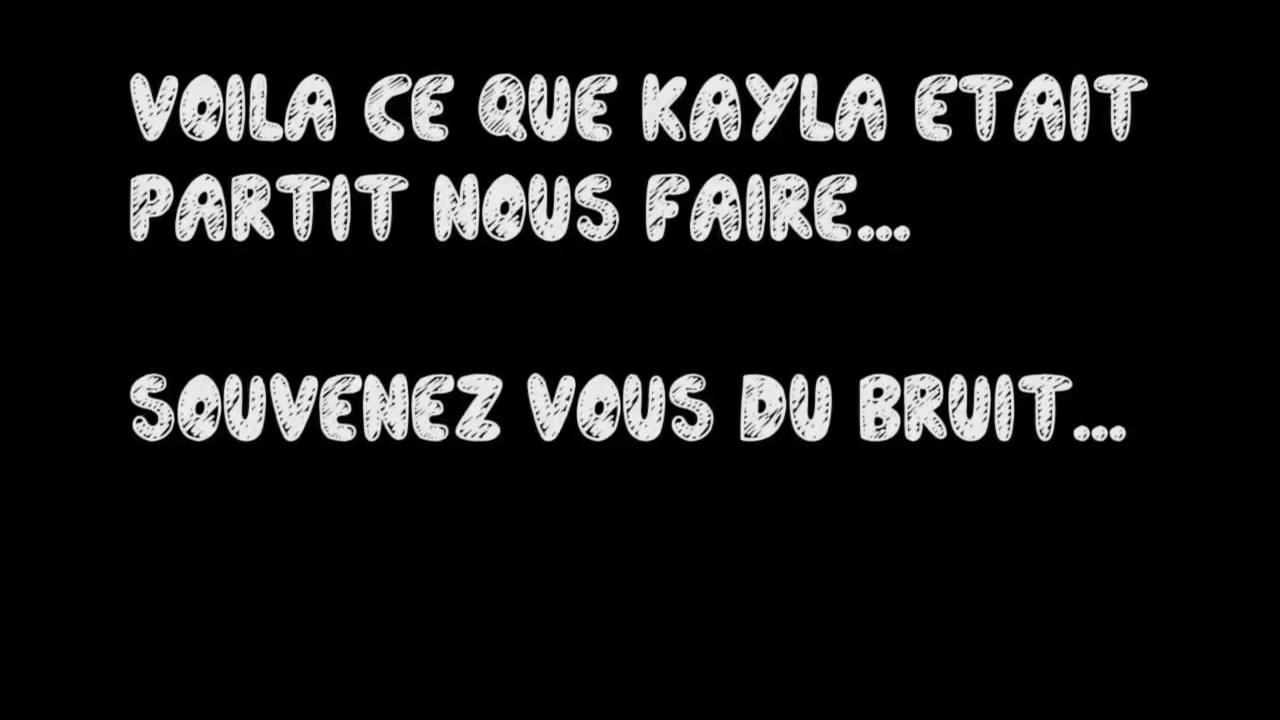 VOILA CE QUE KAYLA ETAIT
PARTIT NOUS FAIRE...
SOUVENEZ VOUS DU BRUIT...